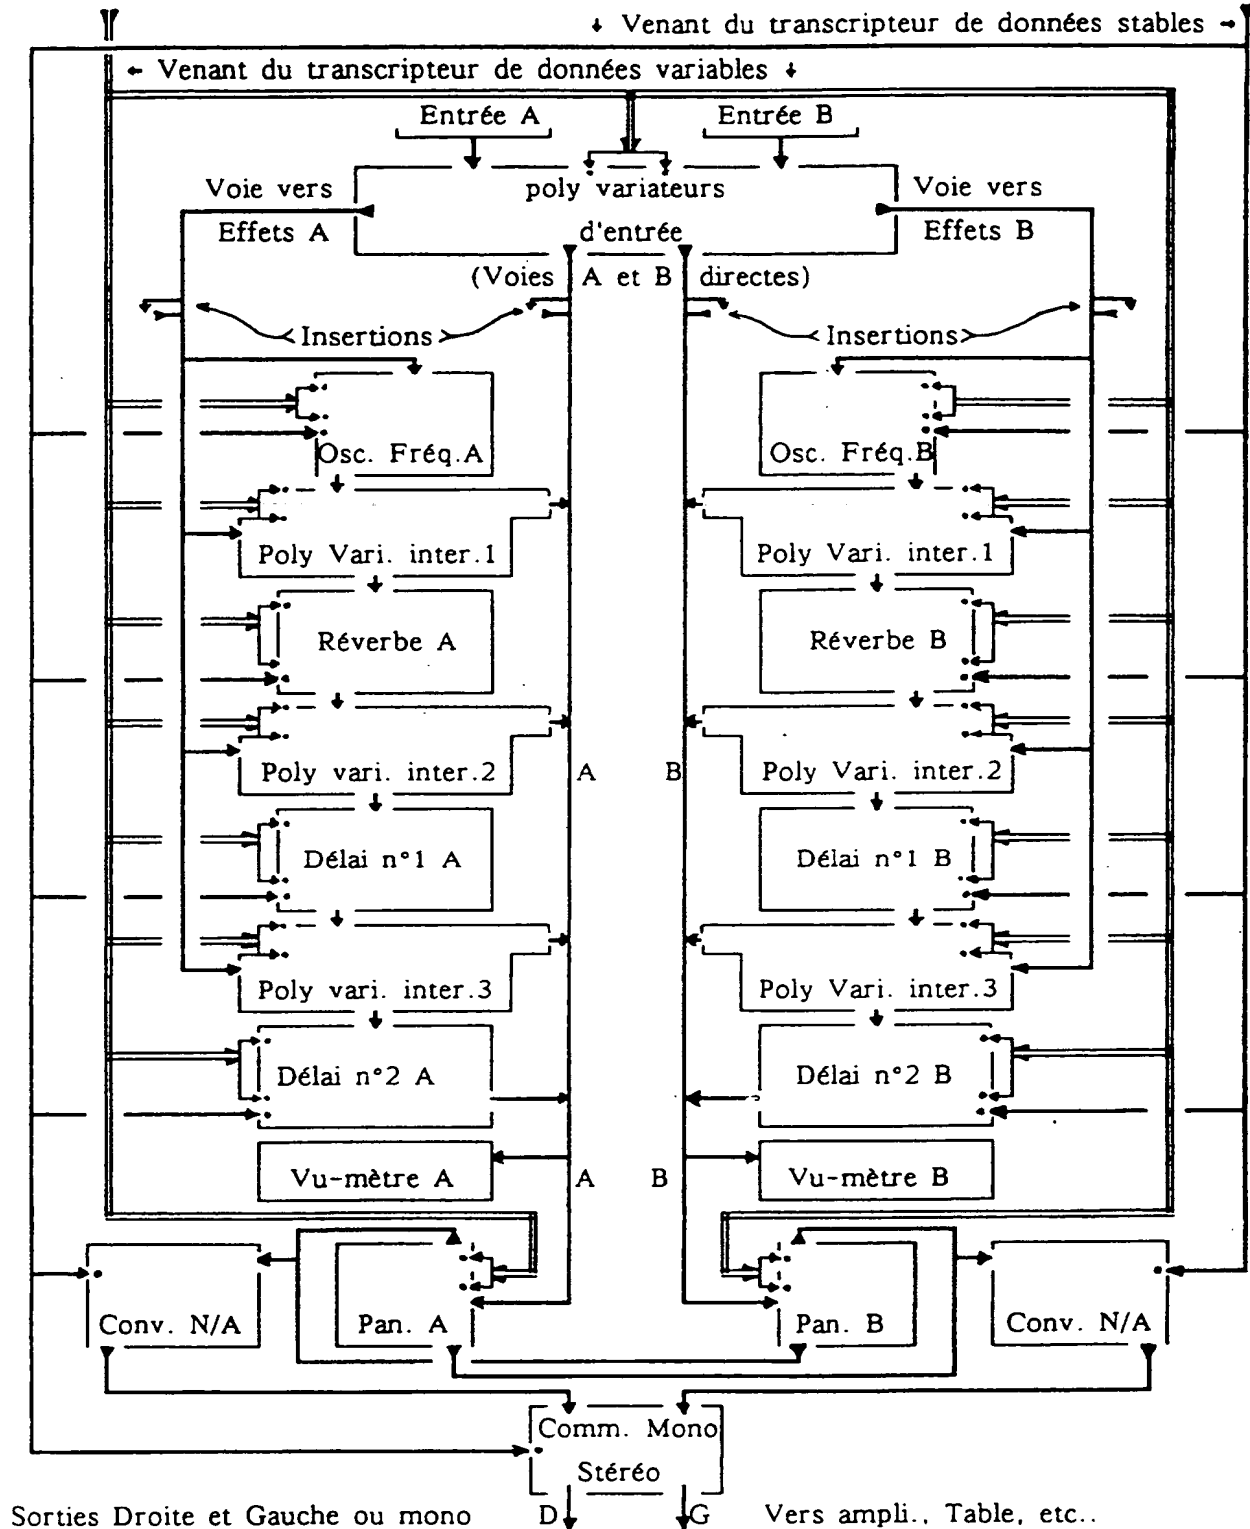 ↓ Venant du transcripteur de données stables →
← Venant du transcripteur de données variables ↓
Entrée A
Entrée B
Voie vers
poly variateurs
Voie vers
Effets A
d'entrée
Effets B
(Voies A et B directes)
Insertions
Insertions
Osc. Fréq.A
Osc. Fréq.B
Poly Vari. inter.1
Poly Vari. inter.1
Réverbe A
Réverbe B
Poly vari. inter.2
A
B
Poly Vari. inter.2
Délai n°1 A
Délai n°1 B
Poly vari. inter.3
Poly Vari. inter.3
Délai n°2 A
Délai n°2 B
Vu-mètre A
A
B
Vu-mètre B
Conv. N/A
Pan. A
Pan. B
Conv. N/A
Comm. Mono
Stéréo
Sorties Droite et Gauche ou mono
D
G
Vers ampli., Table, etc..